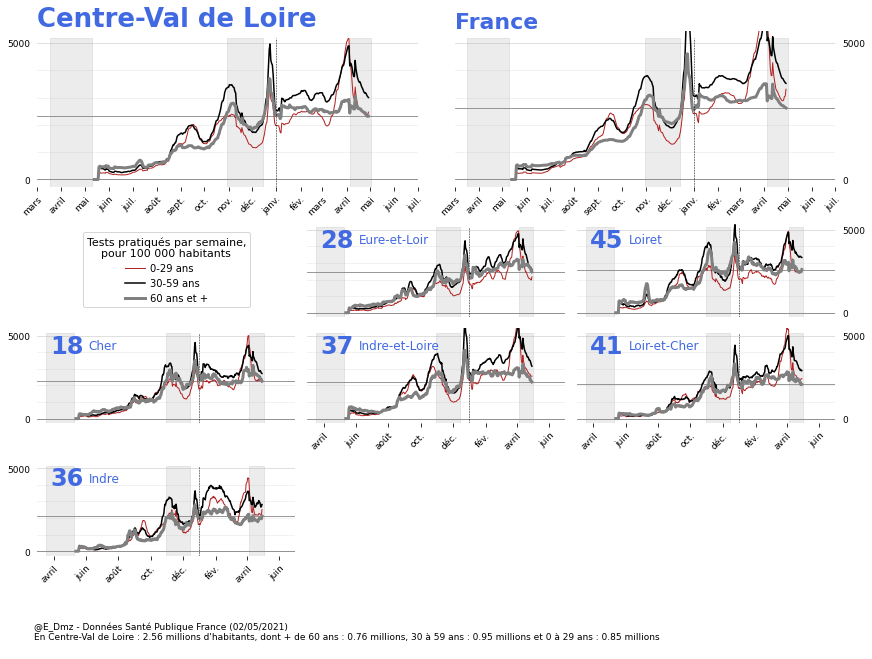 Centre-Val de Loire
France
5000
0
mars avril mai juin juil. août sept. oct. nov. déc. janv. fév. mars avril mai juin juil.
5000
0
mars avril mai juin juil. août sept. oct. nov. déc. janv. fév. mars avril mai juin juil.
Tests pratiqués par semaine,
pour 100 000 habitants
0-29 ans
30-59 ans
60 ans et +
28 Eure-et-Loir
45 Loiret
5000
0
5000
0
18 Cher
37 Indre-et-Loire
avril juin août oct. déc. fév. avril juin
41 Loir-et-Cher
5000
0
avril juin août oct. déc. fév. avril juin
5000
0
36 Indre
avril juin août oct. déc. fév. avril juin
@E_Dmz - Données Santé Publique France (02/05/2021)
En Centre-Val de Loire : 2.56 millions d'habitants, dont + de 60 ans : 0.76 millions, 30 à 59 ans : 0.95 millions et 0 à 29 ans : 0.85 millions